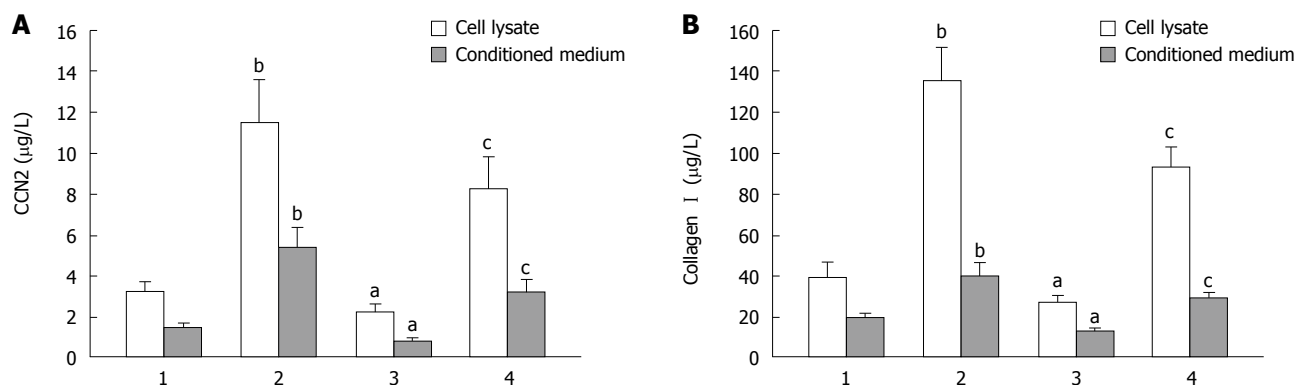 A
CCN2 (μg/L)
16
14
12
10
8
6
4
2
0
Cell lysate
Conditioned medium
b
b
a
a
c
c
1 2 3 4
B
Collagen I (μg/L)
160
140
120
100
80
60
40
20
0
Cell lysate
Conditioned medium
b
b
a
a
c
c
1 2 3 4